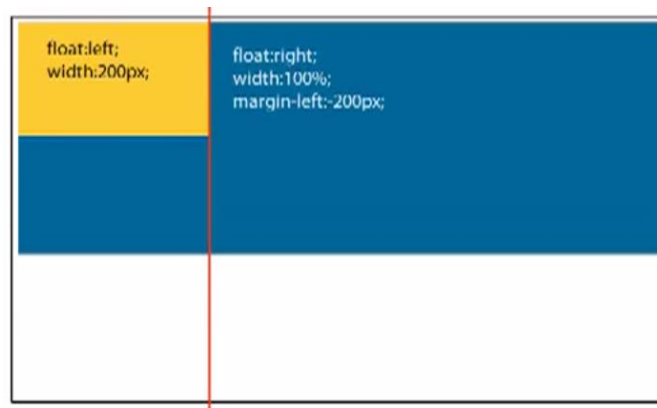 float:left;
width:200px;
float:right;
width:100%;
margin-left:-200px;